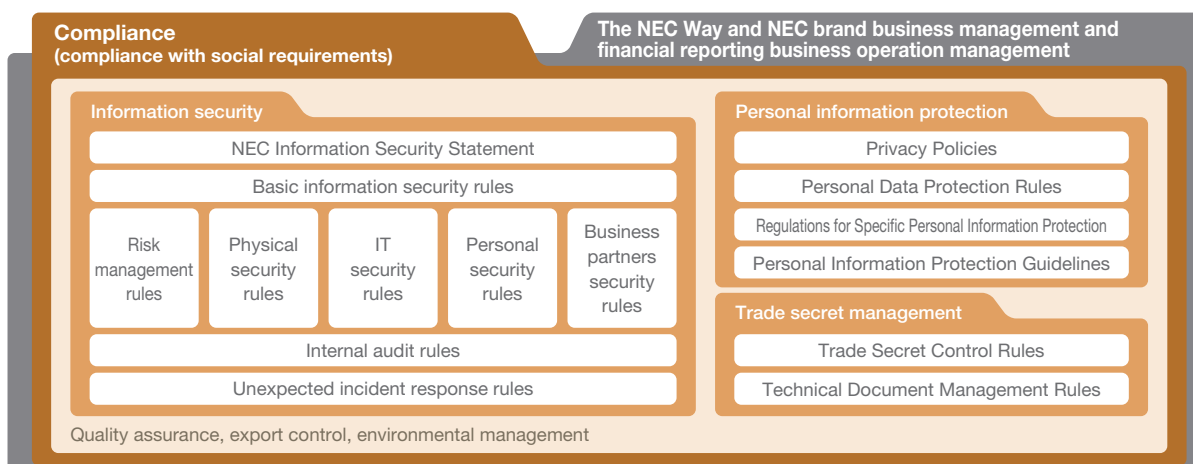 Compliance
(compliance with social requirements)
The NEC Way and NEC brand business management and
financial reporting business operation management
Information security
NEC Information Security Statement
Basic information security rules
Risk
management
rules
Physical
security
rules
IT
security
rules
Personal
security
rules
Business
partners
security
rules
Internal audit rules
Unexpected incident response rules
Personal information protection
Privacy Policies
Personal Data Protection Rules
Regulations for Specific Personal Information Protection
Personal Information Protection Guidelines
Trade secret management
Trade Secret Control Rules
Technical Document Management Rules
Quality assurance, export control, environmental management